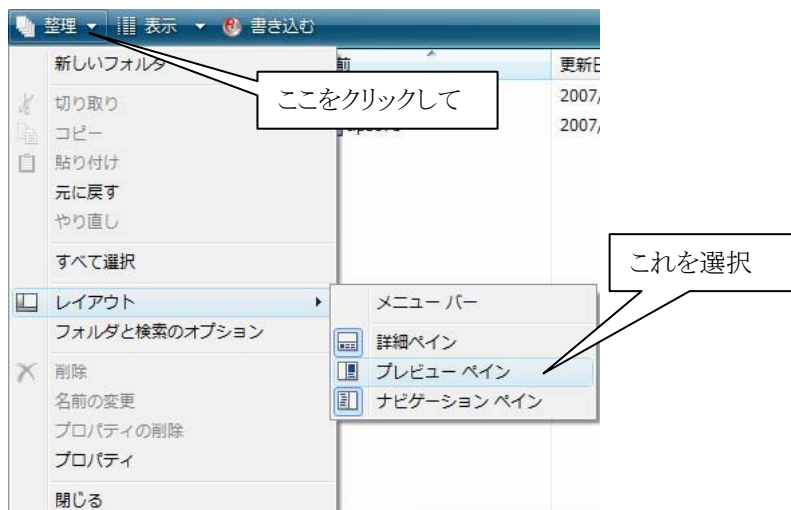 整理 表示 書き込む
新しいフォルダ
前
更新日
ここをクリックして
切り取り
2007/
コピー
2007/
貼り付け
元に戻す
やり直し
すべて選択
これを選択
レイアウト
メニュー バー
フォルダと検索のオプション
詳細ペイン
削除
プレビュー ペイン
名前の変更
ナビゲーション ペイン
プロパティの削除
プロパティ
閉じる